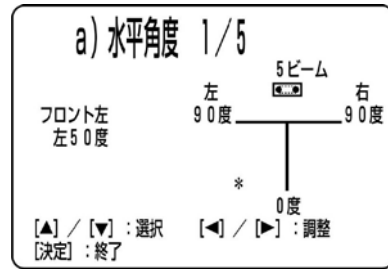 a) 水平角度 1/5
5ビーム
左 右
フロント左 90度 90度
左50度
*
0度
[▲] / [▼] :選択 [◀] / [▶] :調整
[決定] :終了